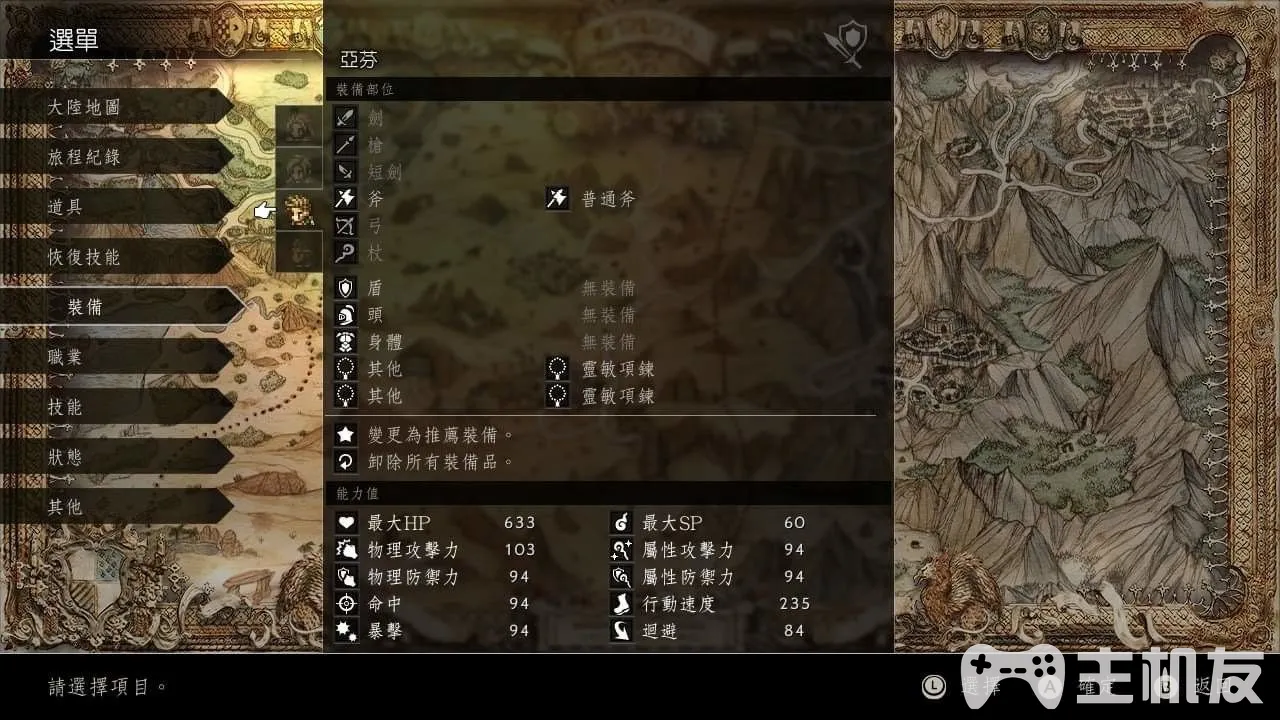 選單
大陸地圖
旅程紀錄
道具
恢復技能
裝備
職業
技能
狀態
其他
亞芬
裝備部位
劍
槍
短劍
斧 普通斧
弓
杖
盾 無裝備
頭 無裝備
身體 無裝備
其他 靈敏項鍊
其他 靈敏項鍊
變更為推薦裝備。
卸除所有裝備品。
能力值
最大HP 633 最大SP 60
物理攻擊力 103 屬性攻擊力 94
物理防禦力 94 屬性防禦力 94
命中 94 行動速度 235
暴擊 94 迴避 84
請選擇項目。
L 選擇 A 確定 B 返回
主机友